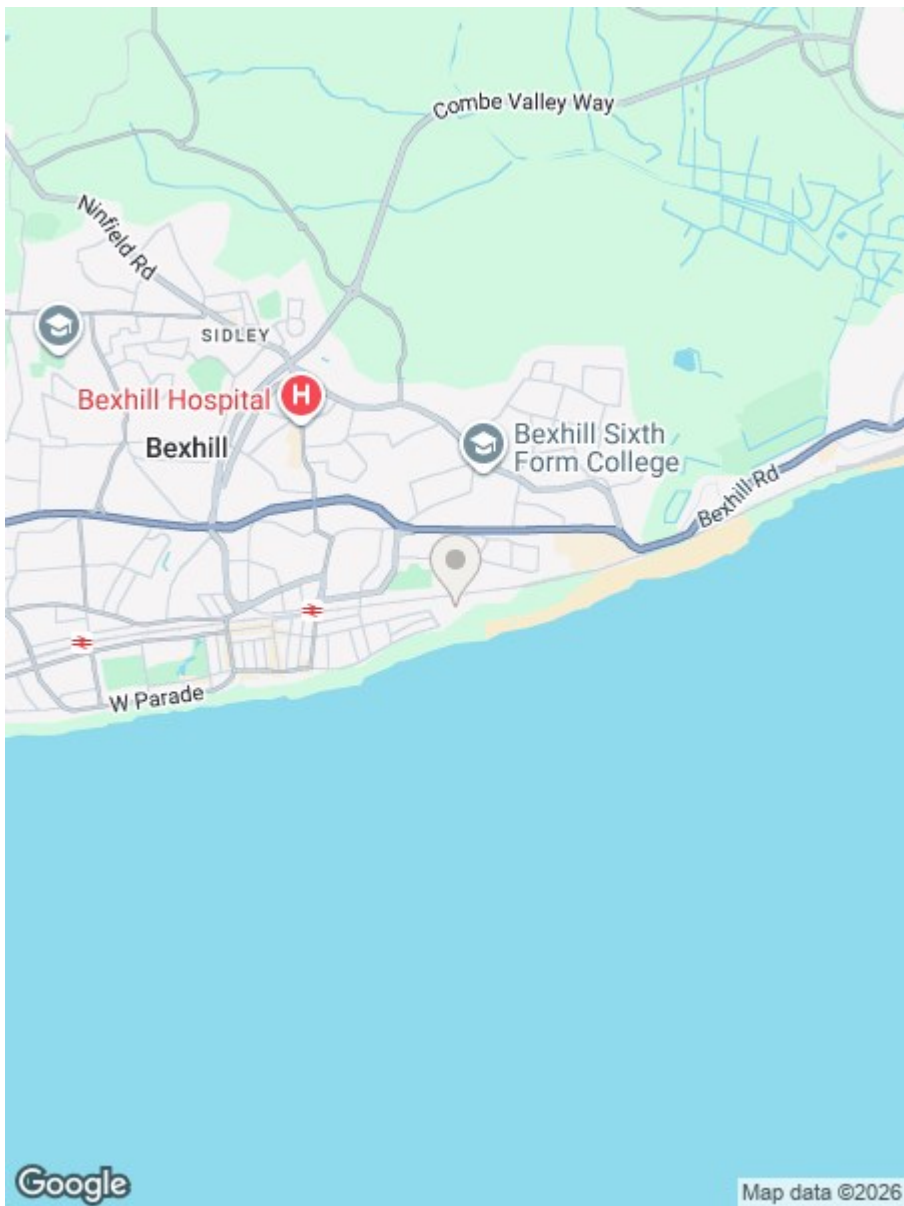 Combe Valley Way
Ninfield Rd
SIDLEY
Bexhill Hospital
H
Bexhill
Bexhill Sixth
Form College
Bexhill Rd
W Parade
Google
Map data ©2026